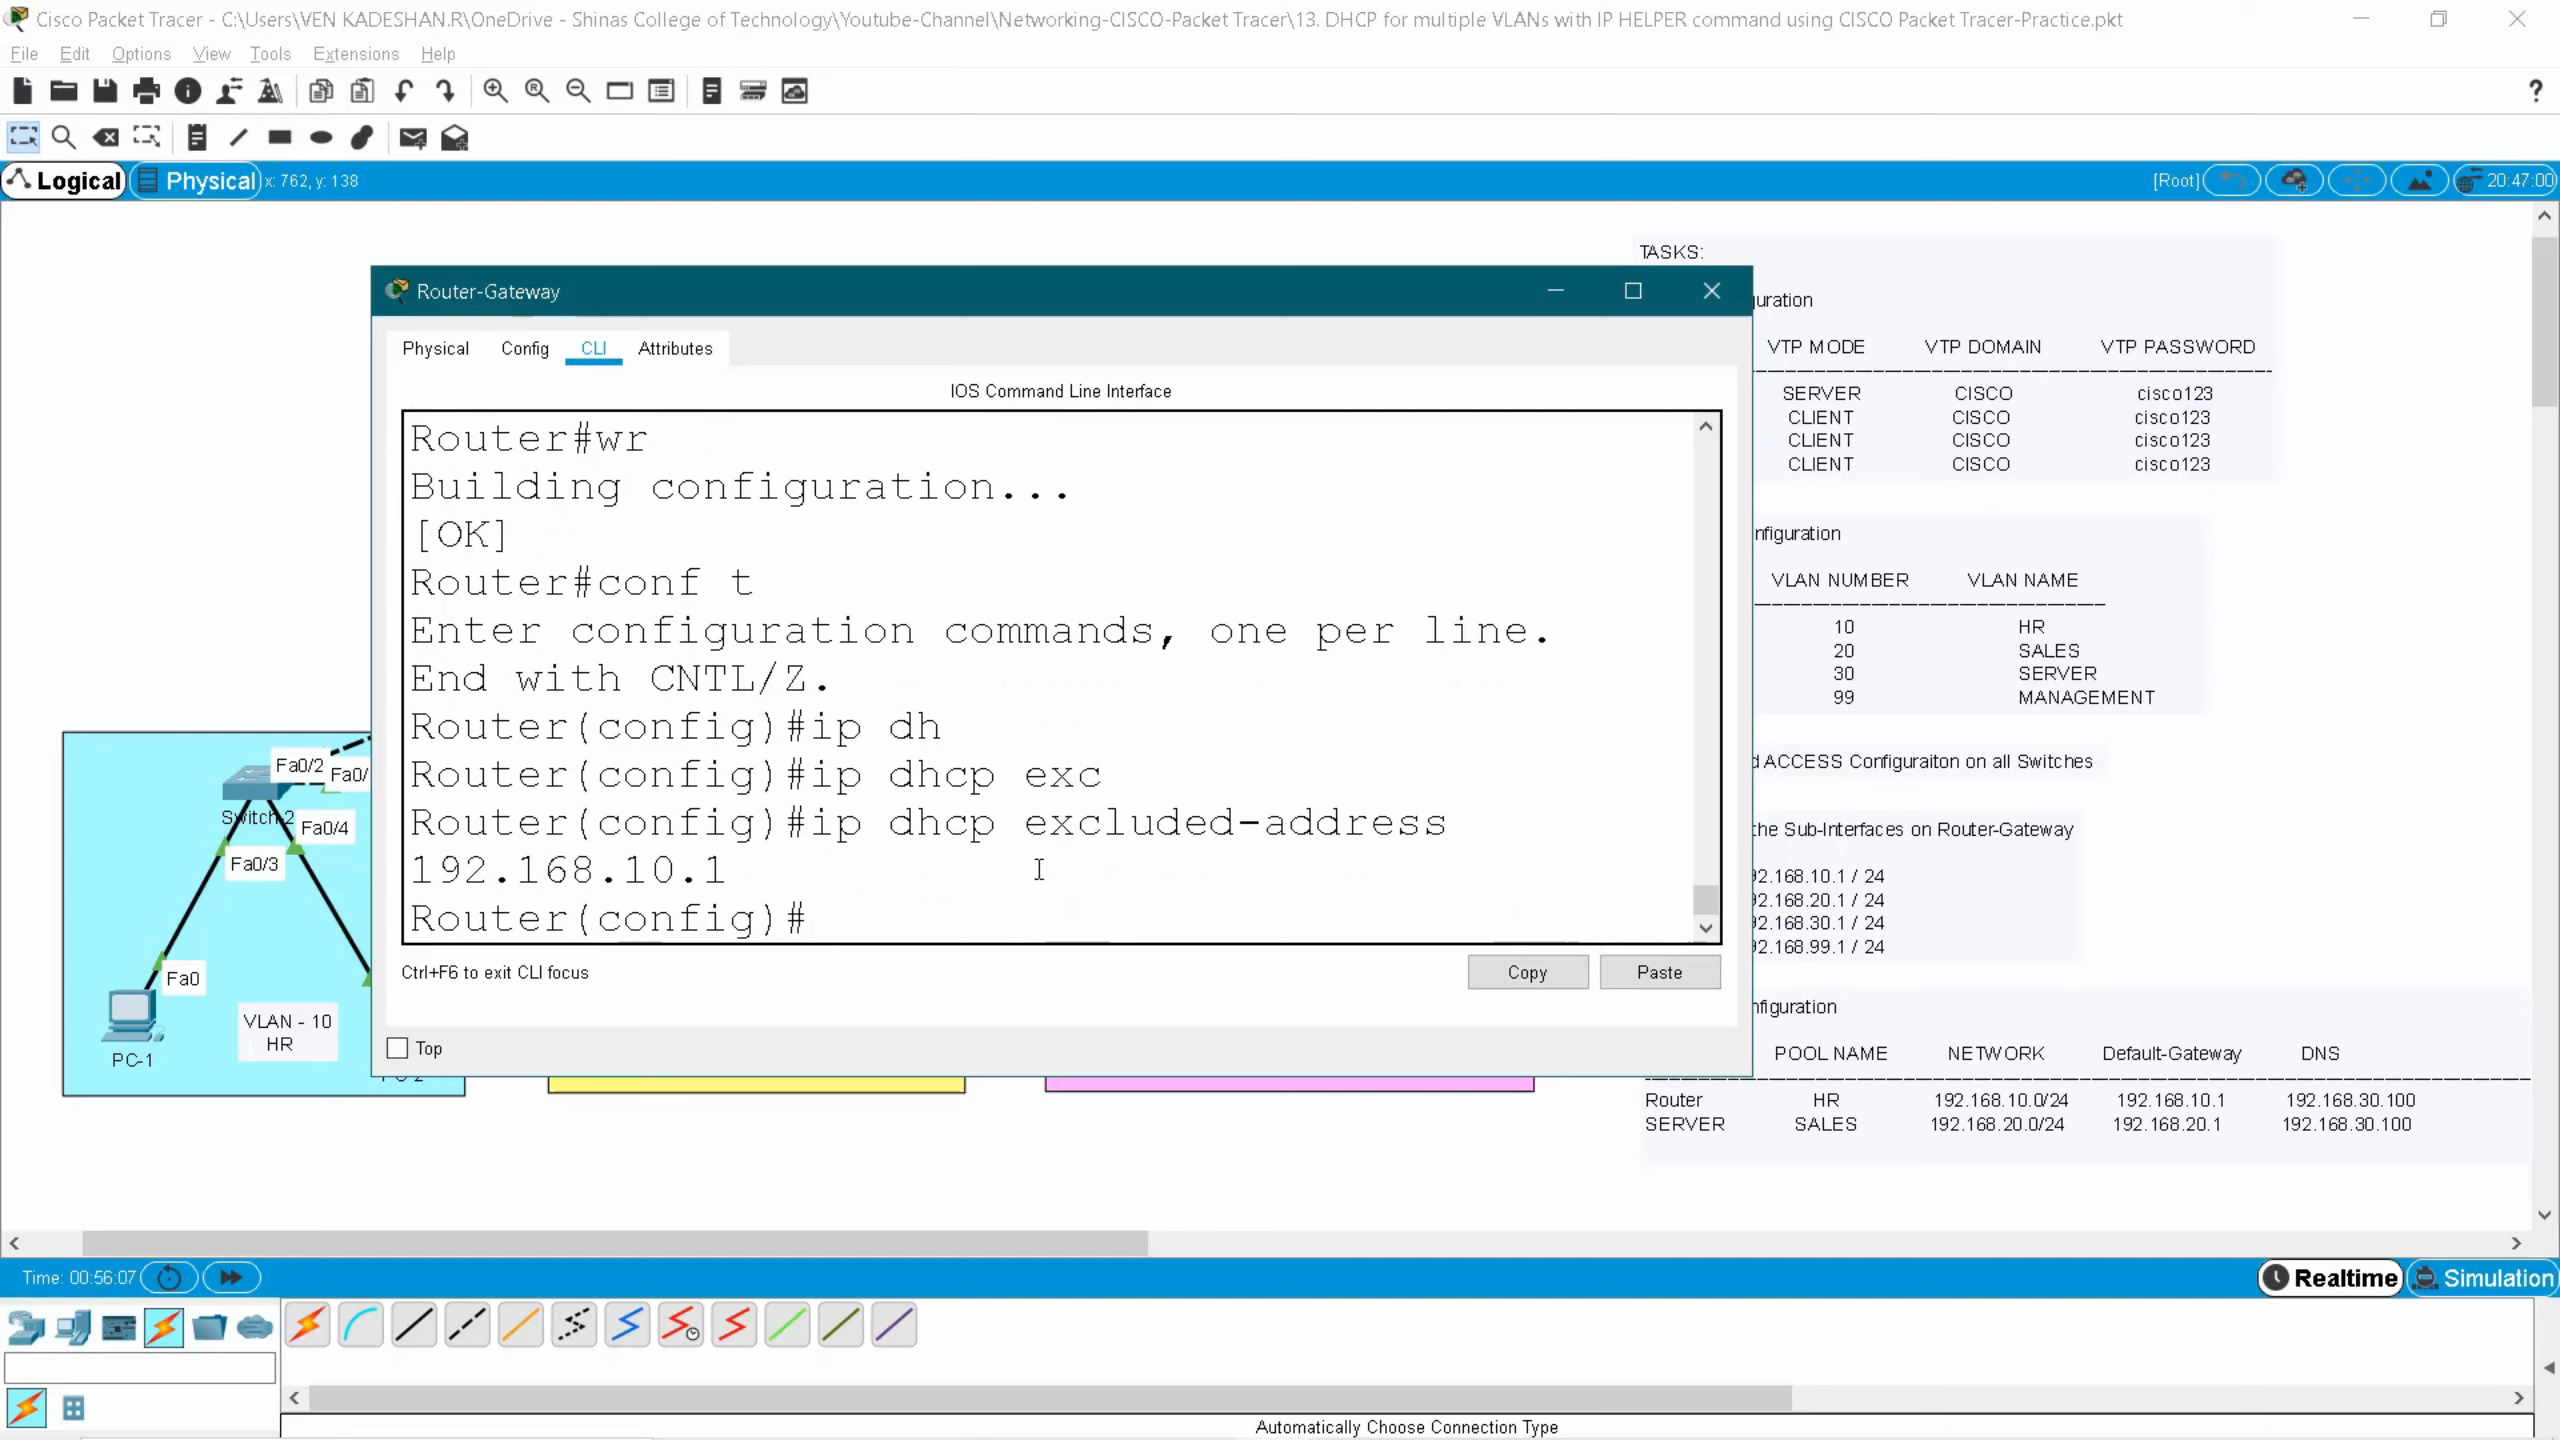 Cisco Packet Tracer - C:\Users\VEN KADESHAN.R\OneDrive - Shinas College of Technology\Youtube-Channel\Networking-CISCO-Packet Tracer\13. DHCP for multiple VLANs with IP HELPER command using CISCO Packet Tracer-Practice.pkt
File Edit Options View Tools Extensions Help
Logical Physical x: 762, y: 138 [Root] 20:47:00
Router-Gateway
Physical Config CLI Attributes
IOS Command Line Interface
Router#wr
Building configuration...
[OK]
Router#conf t
Enter configuration commands, one per line.
End with CNTL/Z.
Router(config)#ip dh
Router(config)#ip dhcp exc
Router(config)#ip dhcp excluded-address
192.168.10.1
Router(config)#
Ctrl+F6 to exit CLI focus
Copy Paste
Top
Fa0/2 Fa0/
Switch-2
Fa0/4
Fa0/3
Fa0
PC-1
VLAN - 10
HR
TASKS:
uration
VTP MODE VTP DOMAIN VTP PASSWORD
SERVER CISCO cisco123
CLIENT CISCO cisco123
CLIENT CISCO cisco123
CLIENT CISCO cisco123
nfiguration
VLAN NUMBER VLAN NAME
10 HR
20 SALES
30 SERVER
99 MANAGEMENT
d ACCESS Configuraiton on all Switches
the Sub-Interfaces on Router-Gateway
92.168.10.1 / 24
92.168.20.1 / 24
92.168.30.1 / 24
92.168.99.1 / 24
nfiguration
POOL NAME NETWORK Default-Gateway DNS
Router HR 192.168.10.0/24 192.168.10.1 192.168.30.100
SERVER SALES 192.168.20.0/24 192.168.20.1 192.168.30.100
Time: 00:56:07
Realtime Simulation
Automatically Choose Connection Type